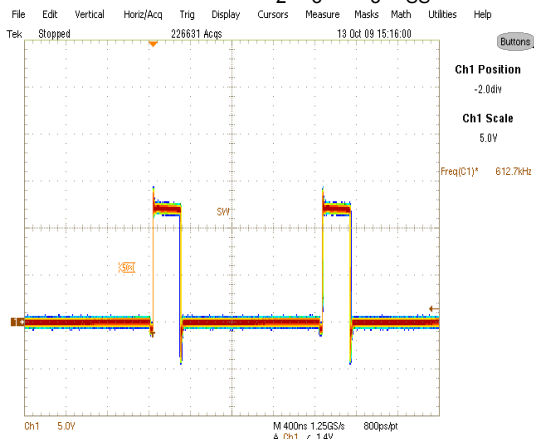 File Edit Vertical Horiz/Acq Trig Display Cursors Measure Masks Math Utilities Help
Tek Stopped 226631 Acqs 13 Oct 09 15:16:00
Buttons
Ch1 Position
-2.0div
Ch1 Scale
5.0V
Freq(C1)* 612.7kHz
SW
50%
1
Ch1 5.0V M 400ns 1.25GS/s 800ps/pt
A Ch1 ∕ 1.4V